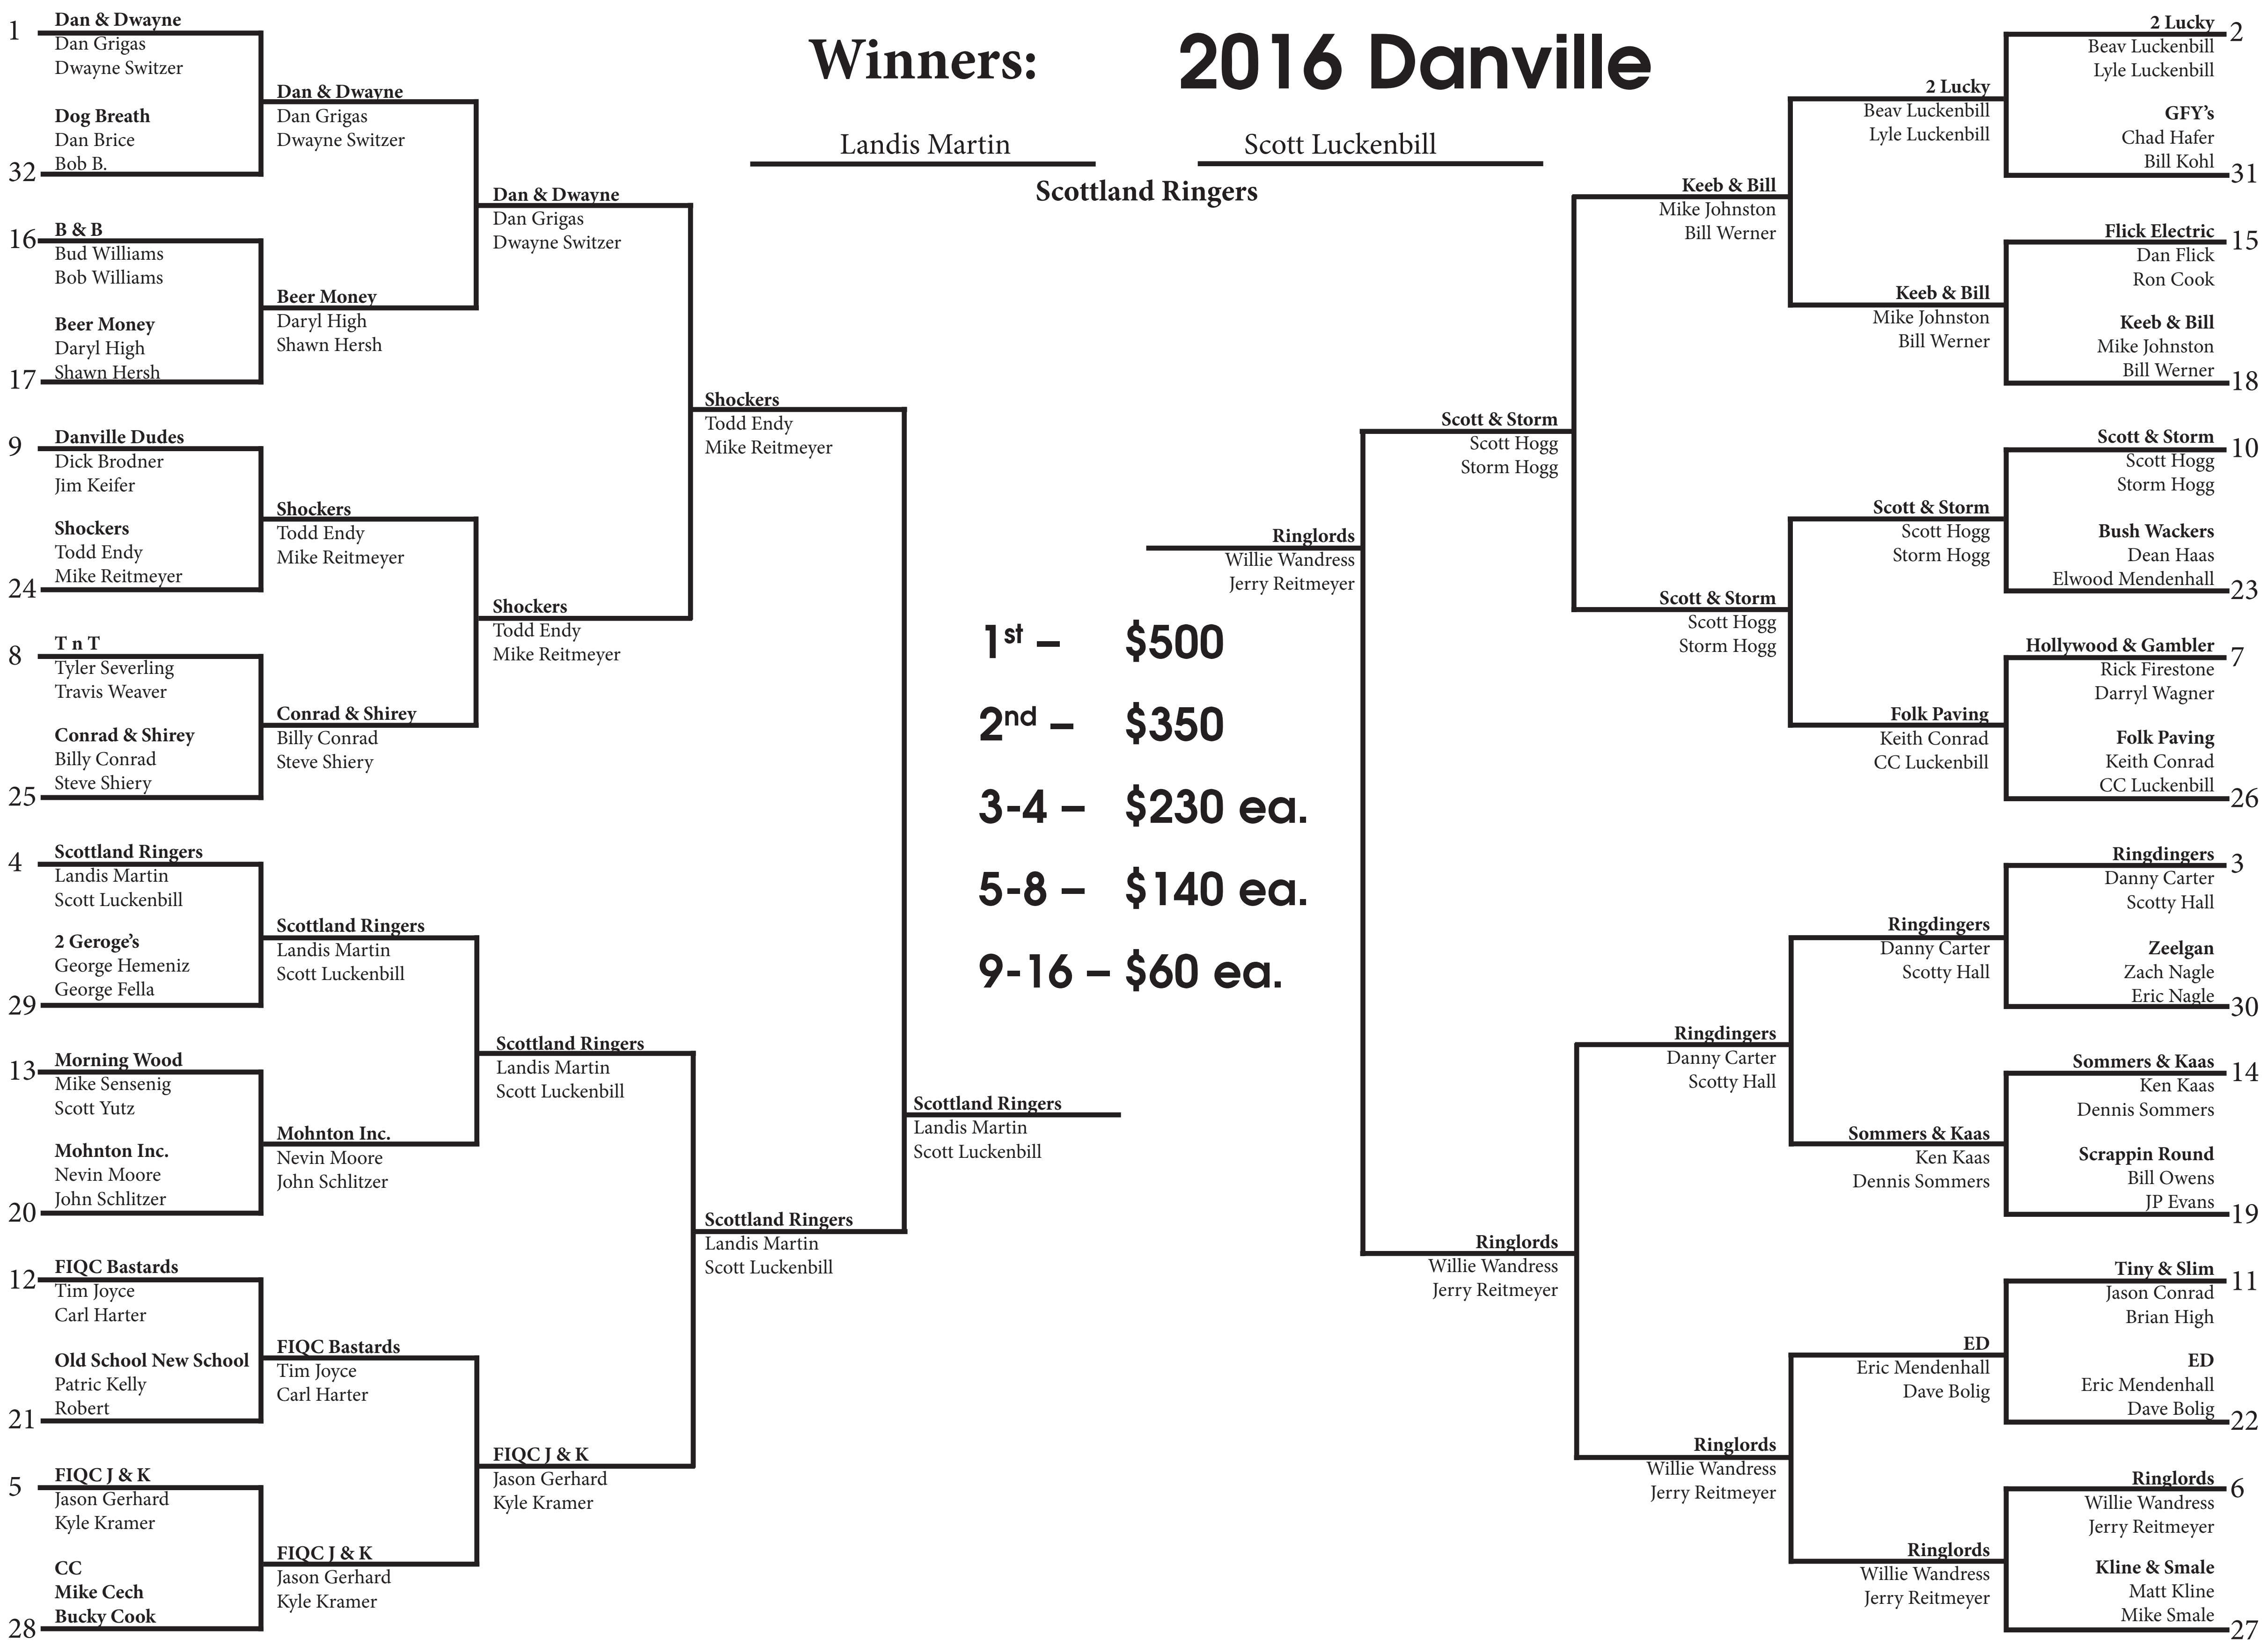 Winners:
2016 Danville
Landis Martin
Scott Luckenbill
Scottland Ringers
1
Dan & Dwayne
Dan Grigas
Dwayne Switzer
Dog Breath
Dan Brice
Bob B.
32
16
B & B
Bud Williams
Bob Williams
Beer Money
Daryl High
Shawn Hersh
17
9
Danville Dudes
Dick Brodner
Jim Keifer
Shockers
Todd Endy
Mike Reitmeyer
24
8
T n T
Tyler Severling
Travis Weaver
Conrad & Shirey
Billy Conrad
Steve Shiery
25
4
Scottland Ringers
Landis Martin
Scott Luckenbill
2 Geroge's
George Hemeniz
George Fella
29
13
Morning Wood
Mike Sensenig
Scott Yutz
Mohnton Inc.
Nevin Moore
John Schlitzer
20
12
FIQC Bastards
Tim Joyce
Carl Harter
Old School New School
Patric Kelly
Robert
21
5
FIQC J & K
Jason Gerhard
Kyle Kramer
CC
Mike Cech
Bucky Cook
28
Dan & Dwayne
Dan Grigas
Dwayne Switzer
Beer Money
Daryl High
Shawn Hersh
Shockers
Todd Endy
Mike Reitmeyer
Conrad & Shirey
Billy Conrad
Steve Shiery
Scottland Ringers
Landis Martin
Scott Luckenbill
Mohnton Inc.
Nevin Moore
John Schlitzer
FIQC Bastards
Tim Joyce
Carl Harter
FIQC J & K
Jason Gerhard
Kyle Kramer
Dan & Dwayne
Dan Grigas
Dwayne Switzer
Shockers
Todd Endy
Mike Reitmeyer
Scottland Ringers
Landis Martin
Scott Luckenbill
FIQC J & K
Jason Gerhard
Kyle Kramer
Shockers
Todd Endy
Mike Reitmeyer
Scottland Ringers
Landis Martin
Scott Luckenbill
Scottland Ringers
Landis Martin
Scott Luckenbill
1st – $500
2nd – $350
3-4 – $230 ea.
5-8 – $140 ea.
9-16 – $60 ea.
Ringlords
Willie Wandress
Jerry Reitmeyer
Scott & Storm
Scott Hogg
Storm Hogg
Ringlords
Willie Wandress
Jerry Reitmeyer
Keeb & Bill
Mike Johnston
Bill Werner
Scott & Storm
Scott Hogg
Storm Hogg
Ringdingers
Danny Carter
Scotty Hall
Ringlords
Willie Wandress
Jerry Reitmeyer
2 Lucky
Beav Luckenbill
Lyle Luckenbill
Keeb & Bill
Mike Johnston
Bill Werner
Scott & Storm
Scott Hogg
Storm Hogg
Folk Paving
Keith Conrad
CC Luckenbill
Ringdingers
Danny Carter
Scotty Hall
Sommers & Kaas
Ken Kaas
Dennis Sommers
ED
Eric Mendenhall
Dave Bolig
Ringlords
Willie Wandress
Jerry Reitmeyer
2 Lucky
2
Beav Luckenbill
Lyle Luckenbill
GFY's
Chad Hafer
Bill Kohl
31
Flick Electric
15
Dan Flick
Ron Cook
Keeb & Bill
Mike Johnston
Bill Werner
18
Scott & Storm
10
Scott Hogg
Storm Hogg
Bush Wackers
Dean Haas
Elwood Mendenhall
23
Hollywood & Gambler
7
Rick Firestone
Darryl Wagner
Folk Paving
Keith Conrad
CC Luckenbill
26
Ringdingers
3
Danny Carter
Scotty Hall
Zeelgan
Zach Nagle
Eric Nagle
30
Sommers & Kaas
14
Ken Kaas
Dennis Sommers
Scrappin Round
Bill Owens
JP Evans
19
Tiny & Slim
11
Jason Conrad
Brian High
ED
Eric Mendenhall
Dave Bolig
22
Ringlords
6
Willie Wandress
Jerry Reitmeyer
Kline & Smale
Matt Kline
Mike Smale
27